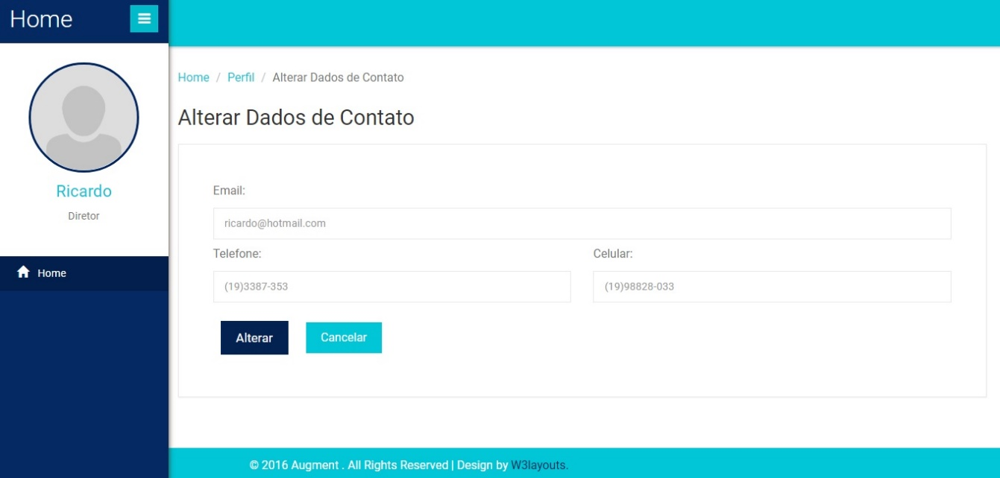 Home
Home / Perfil / Alterar Dados de Contato
Alterar Dados de Contato
Ricardo
Diretor
Home
Email:
ricardo@hotmail.com
Telefone: Celular:
(19)3387-353 (19)98828-033
Alterar Cancelar
© 2016 Augment . All Rights Reserved | Design by W3layouts.